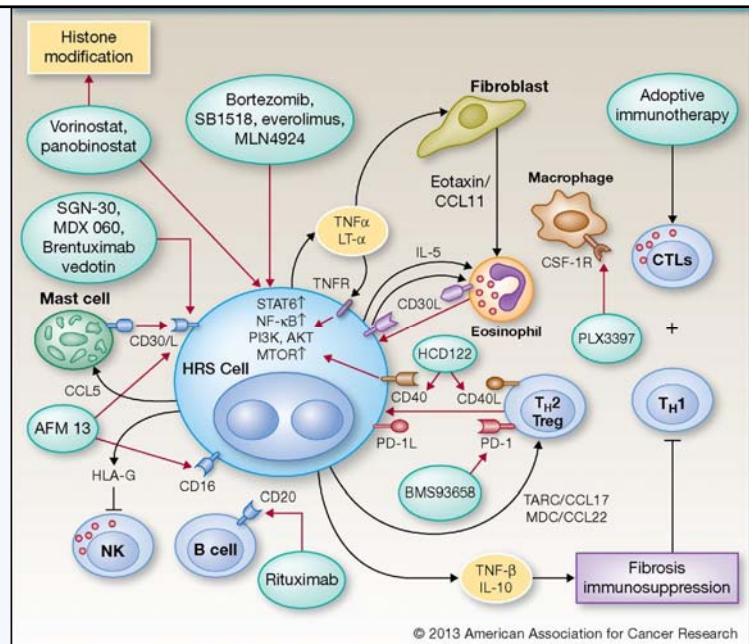 Histone
modification
Vorinostat,
panobinostat
Bortezomib,
SB1518, everolimus,
MLN4924
Fibroblast
Adoptive
immunotherapy
SGN-30,
MDX 060,
Brentuximab
vedotin
TNFα
LT-α
Eotaxin/
CCL11
Macrophage
CSF-1R
CTLs
+
PLX3397
TH1
Mast cell
CD30/L
CCL5
TNFR
IL-5
CD30L
Eosinophil
STAT6↑
NF-κB↑
PI3K, AKT
MTOR↑
HRS Cell
HCD122
CD40
CD40L
TH2
Treg
PD-1L
PD-1
BMS93658
TARC/CCL17
MDC/CCL22
AFM 13
HLA-G
CD16
NK
B cell
CD20
Rituximab
TNF-β
IL-10
Fibrosis
immunosuppression
© 2013 American Association for Cancer Research